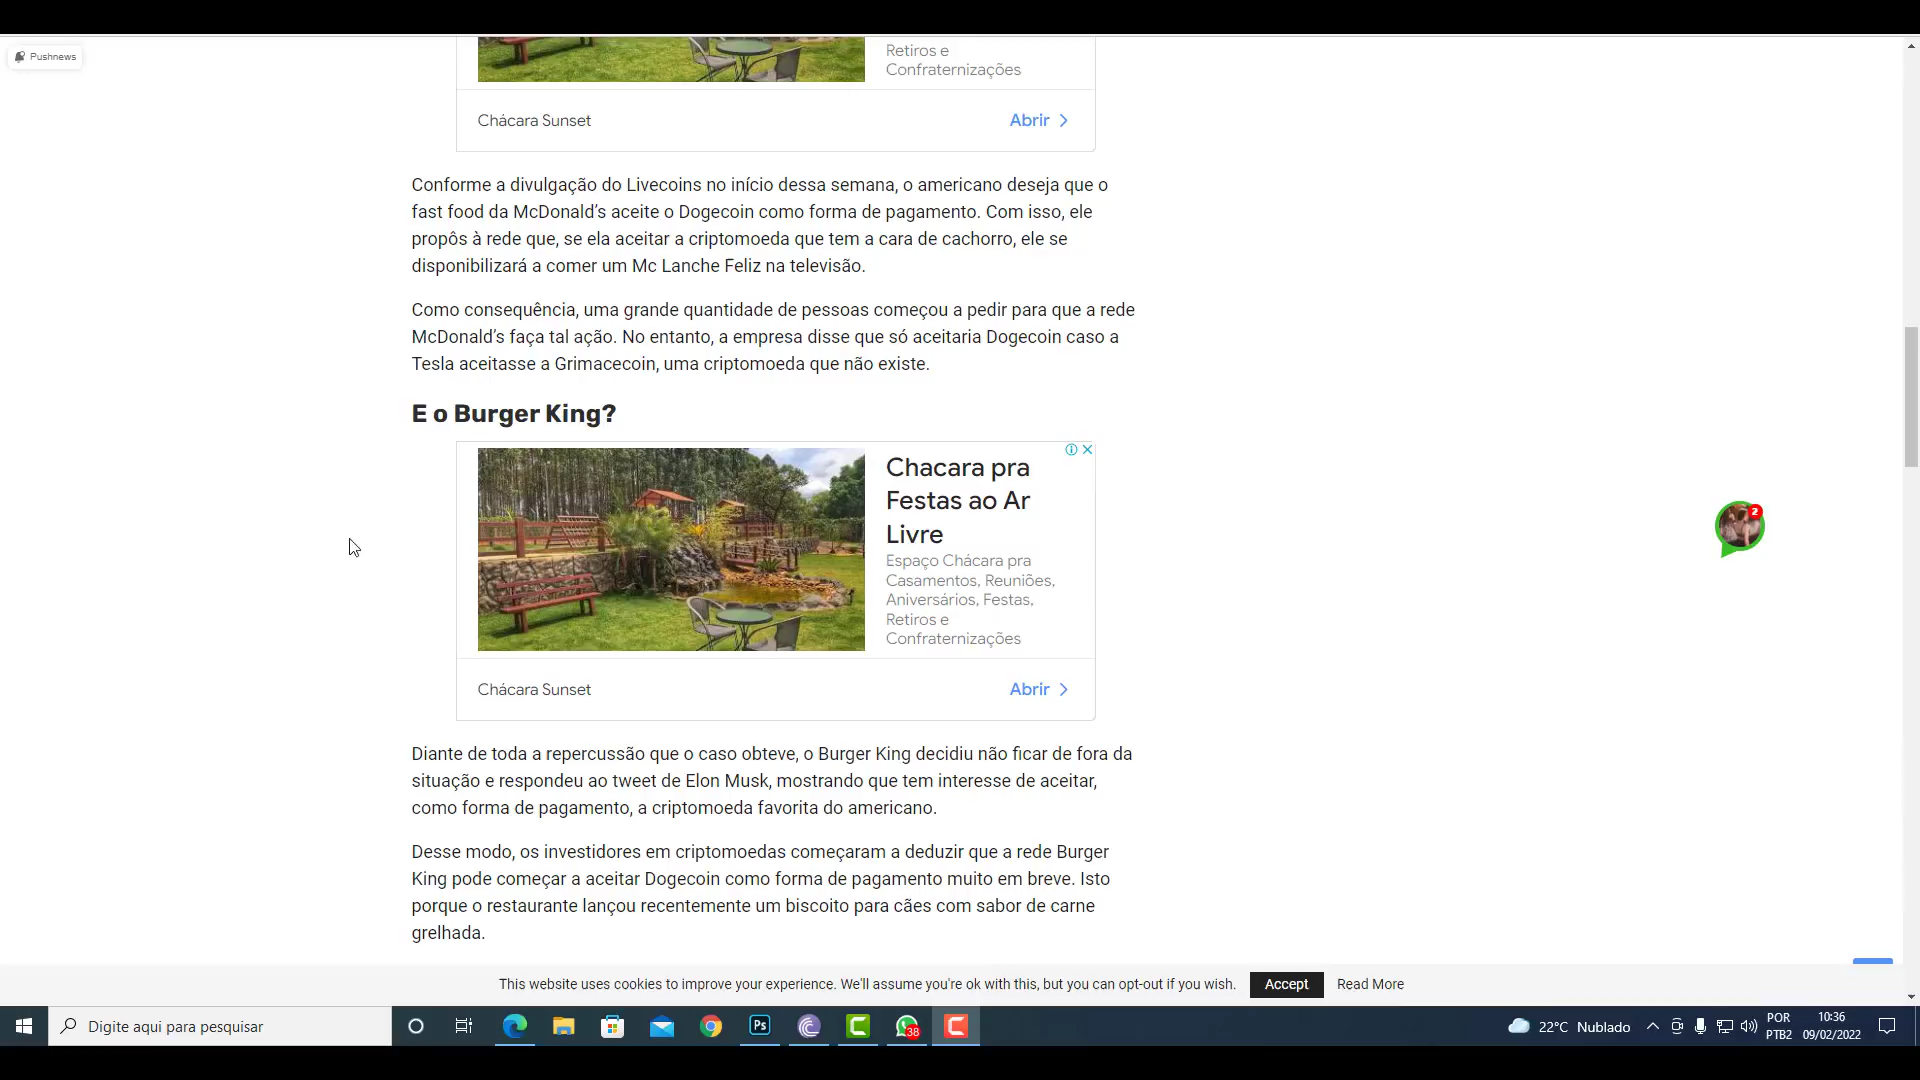 Pushnews
Retiros e
Confraternizações
Chácara Sunset
Abrir
Conforme a divulgação do Livecoins no início dessa semana, o americano deseja que o
fast food da McDonald’s aceite o Dogecoin como forma de pagamento. Com isso, ele
propôs à rede que, se ela aceitar a criptomoeda que tem a cara de cachorro, ele se
disponibilizará a comer um Mc Lanche Feliz na televisão.
Como consequência, uma grande quantidade de pessoas começou a pedir para que a rede
McDonald’s faça tal ação. No entanto, a empresa disse que só aceitaria Dogecoin caso a
Tesla aceitasse a Grimacecoin, uma criptomoeda que não existe.
E o Burger King?
Chacara pra
Festas ao Ar
Livre
Espaço Chácara pra
Casamentos, Reuniões,
Aniversários, Festas,
Retiros e
Confraternizações
Chácara Sunset
Abrir
2
Diante de toda a repercussão que o caso obteve, o Burger King decidiu não ficar de fora da
situação e respondeu ao tweet de Elon Musk, mostrando que tem interesse de aceitar,
como forma de pagamento, a criptomoeda favorita do americano.
Desse modo, os investidores em criptomoedas começaram a deduzir que a rede Burger
King pode começar a aceitar Dogecoin como forma de pagamento muito em breve. Isto
porque o restaurante lançou recentemente um biscoito para cães com sabor de carne
grelhada.
This website uses cookies to improve your experience. We'll assume you're ok with this, but you can opt-out if you wish.
Accept
Read More
Digite aqui para pesquisar
Ps
38
22°C Nublado
POR
PTB2
10:36
09/02/2022